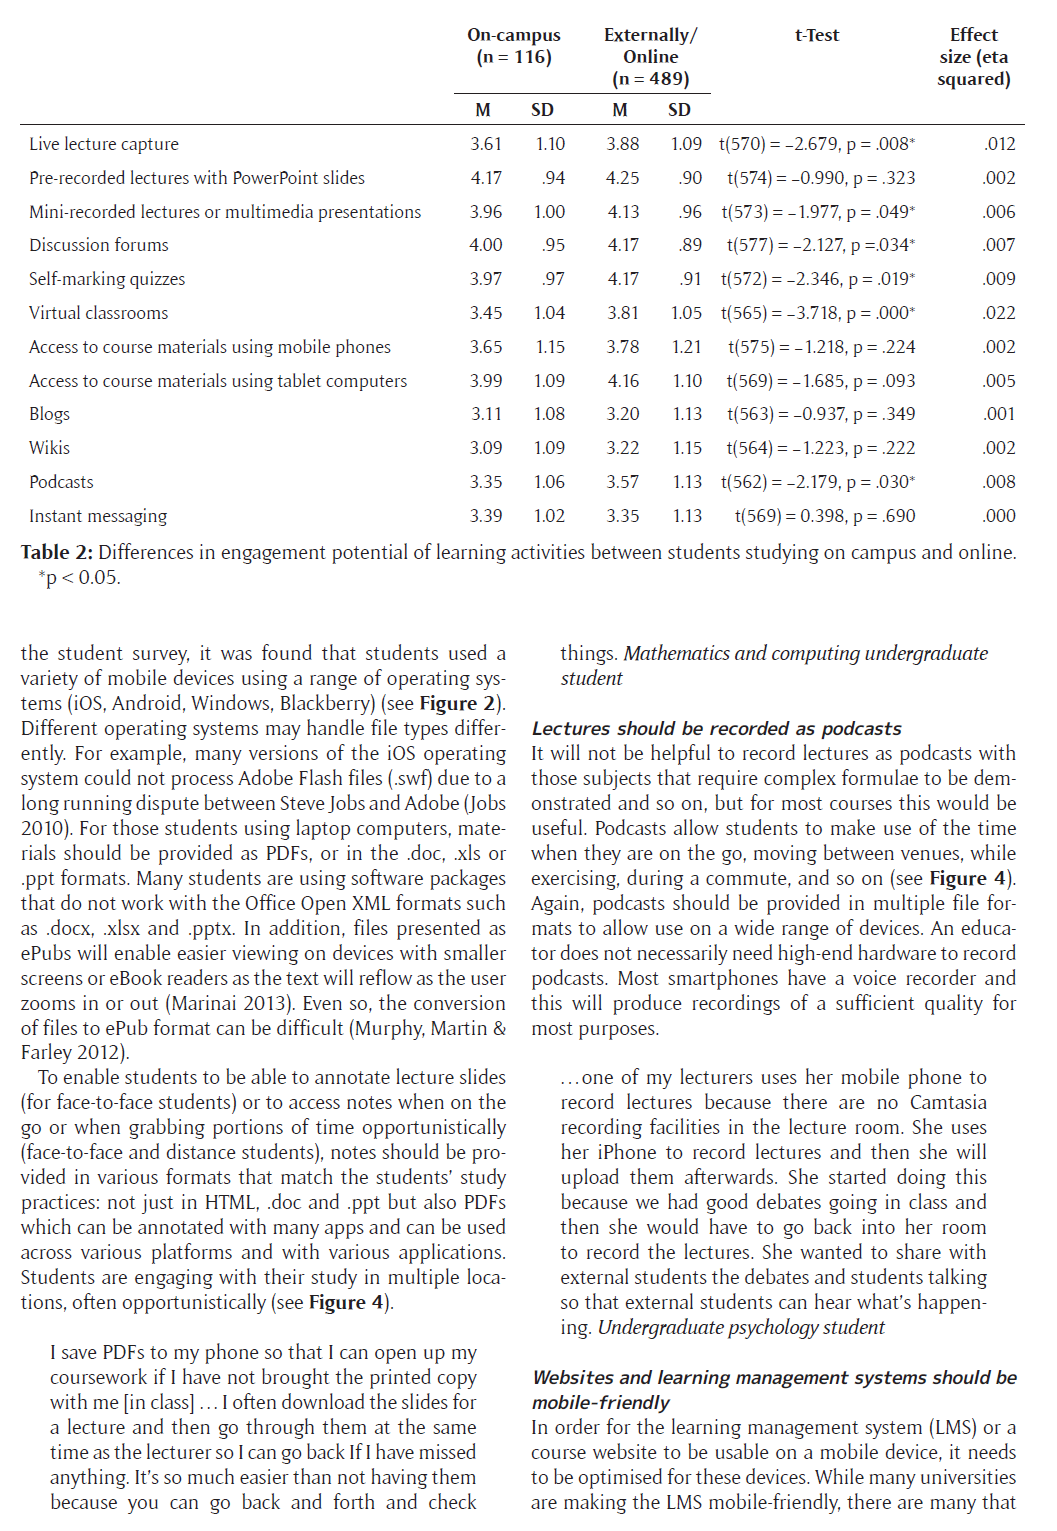 On-campus (n = 116) Externally/Online (n = 489) t-Test Effect size (eta squared)
M SD M SD
Live lecture capture 3.61 1.10 3.88 1.09 t(570) = −2.679, p = .008* .012
Pre-recorded lectures with PowerPoint slides 4.17 .94 4.25 .90 t(574) = −0.990, p = .323 .002
Mini-recorded lectures or multimedia presentations 3.96 1.00 4.13 .96 t(573) = −1.977, p = .049* .006
Discussion forums 4.00 .95 4.17 .89 t(577) = −2.127, p =.034* .007
Self-marking quizzes 3.97 .97 4.17 .91 t(572) = −2.346, p = .019* .009
Virtual classrooms 3.45 1.04 3.81 1.05 t(565) = −3.718, p = .000* .022
Access to course materials using mobile phones 3.65 1.15 3.78 1.21 t(575) = −1.218, p = .224 .002
Access to course materials using tablet computers 3.99 1.09 4.16 1.10 t(569) = −1.685, p = .093 .005
Blogs 3.11 1.08 3.20 1.13 t(563) = −0.937, p = .349 .001
Wikis 3.09 1.09 3.22 1.15 t(564) = −1.223, p = .222 .002
Podcasts 3.35 1.06 3.57 1.13 t(562) = −2.179, p = .030* .008
Instant messaging 3.39 1.02 3.35 1.13 t(569) = 0.398, p = .690 .000
Table 2: Differences in engagement potential of learning activities between students studying on campus and online.
*p < 0.05.
the student survey, it was found that students used a
variety of mobile devices using a range of operating sys-
tems (iOS, Android, Windows, Blackberry) (see Figure 2).
Different operating systems may handle file types differ-
ently. For example, many versions of the iOS operating
system could not process Adobe Flash files (.swf) due to a
long running dispute between Steve Jobs and Adobe (Jobs
2010). For those students using laptop computers, mate-
rials should be provided as PDFs, or in the .doc, .xls or
.ppt formats. Many students are using software packages
that do not work with the Office Open XML formats such
as .docx, .xlsx and .pptx. In addition, files presented as
ePubs will enable easier viewing on devices with smaller
screens or eBook readers as the text will reflow as the user
zooms in or out (Marinai 2013). Even so, the conversion
of files to ePub format can be difficult (Murphy, Martin &
Farley 2012).
To enable students to be able to annotate lecture slides
(for face-to-face students) or to access notes when on the
go or when grabbing portions of time opportunistically
(face-to-face and distance students), notes should be pro-
vided in various formats that match the students' study
practices: not just in HTML, .doc and .ppt but also PDFs
which can be annotated with many apps and can be used
across various platforms and with various applications.
Students are engaging with their study in multiple loca-
tions, often opportunistically (see Figure 4).
I save PDFs to my phone so that I can open up my
coursework if I have not brought the printed copy
with me [in class] … I often download the slides for
a lecture and then go through them at the same
time as the lecturer so I can go back If I have missed
anything. It's so much easier than not having them
because you can go back and forth and check
things. Mathematics and computing undergraduate
student
Lectures should be recorded as podcasts
It will not be helpful to record lectures as podcasts with
those subjects that require complex formulae to be dem-
onstrated and so on, but for most courses this would be
useful. Podcasts allow students to make use of the time
when they are on the go, moving between venues, while
exercising, during a commute, and so on (see Figure 4).
Again, podcasts should be provided in multiple file for-
mats to allow use on a wide range of devices. An educa-
tor does not necessarily need high-end hardware to record
podcasts. Most smartphones have a voice recorder and
this will produce recordings of a sufficient quality for
most purposes.
…one of my lecturers uses her mobile phone to
record lectures because there are no Camtasia
recording facilities in the lecture room. She uses
her iPhone to record lectures and then she will
upload them afterwards. She started doing this
because we had good debates going in class and
then she would have to go back into her room
to record the lectures. She wanted to share with
external students the debates and students talking
so that external students can hear what's happen-
ing. Undergraduate psychology student
Websites and learning management systems should be
mobile-friendly
In order for the learning management system (LMS) or a
course website to be usable on a mobile device, it needs
to be optimised for these devices. While many universities
are making the LMS mobile-friendly, there are many that